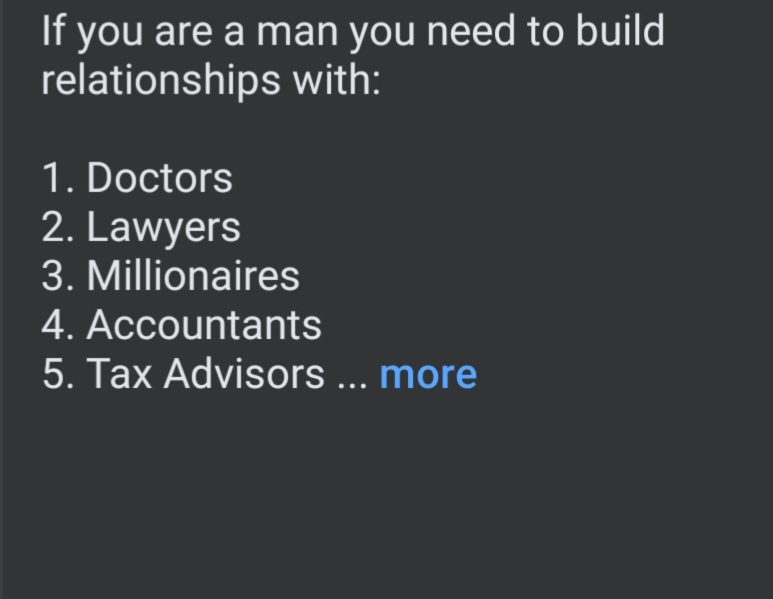 If you are a man you need to build
relationships with:
1. Doctors
2. Lawyers
3. Millionaires
4. Accountants
5. Tax Advisors ... more